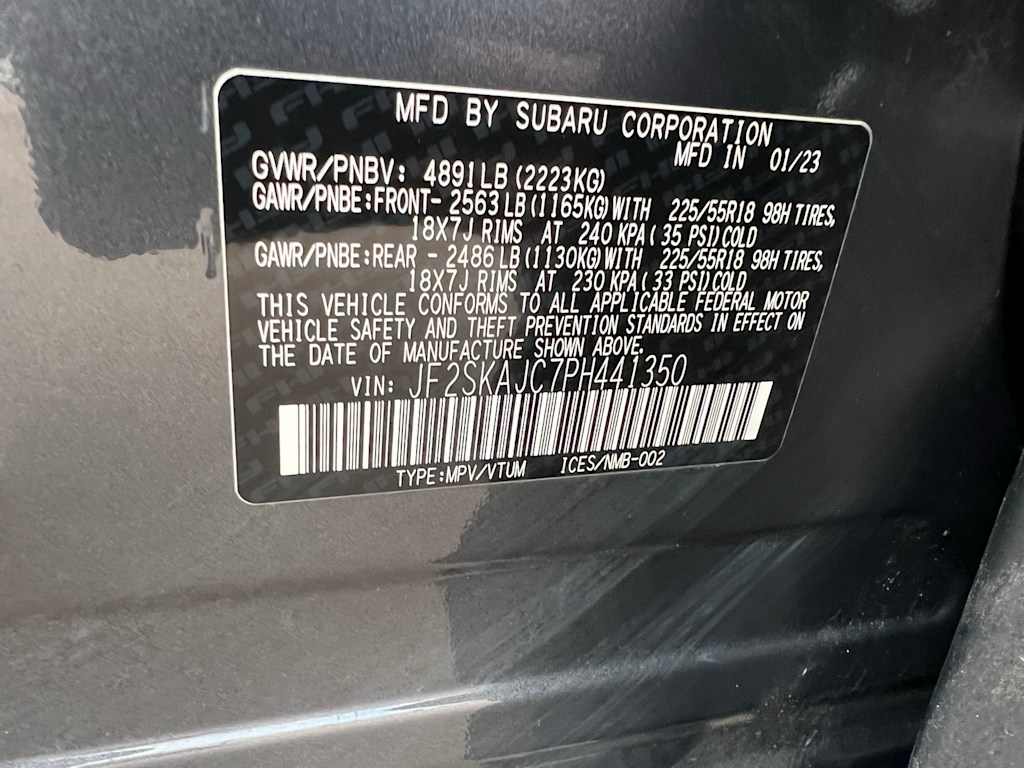 MFD BY SUBARU CORPORATION
MFD IN 01/23
GVWR/PNBV: 4891LB(2223KG)
GAWR/PNBE:FRONT- 2563LB(1165KG)WITH 225/55R18 98H TIRES,
18X7J RIMS AT 240 KPA( 35 PSI)COLD
GAWR/PNBE:REAR - 2486LB(1130KG)WITH 225/55R18 98H TIRES,
18X7J RIMS AT 230 KPA( 33 PSI)COLD
THIS VEHICLE CONFORMS TO ALL APPLICABLE FEDERAL MOTOR
VEHICLE SAFETY AND THEFT PREVENTION STANDARDS IN EFFECT ON
THE DATE OF MANUFACTURE SHOWN ABOVE.
VIN: JF2SKAJC7PH441350
TYPE:MPV/VTUM ICES/NMB-002